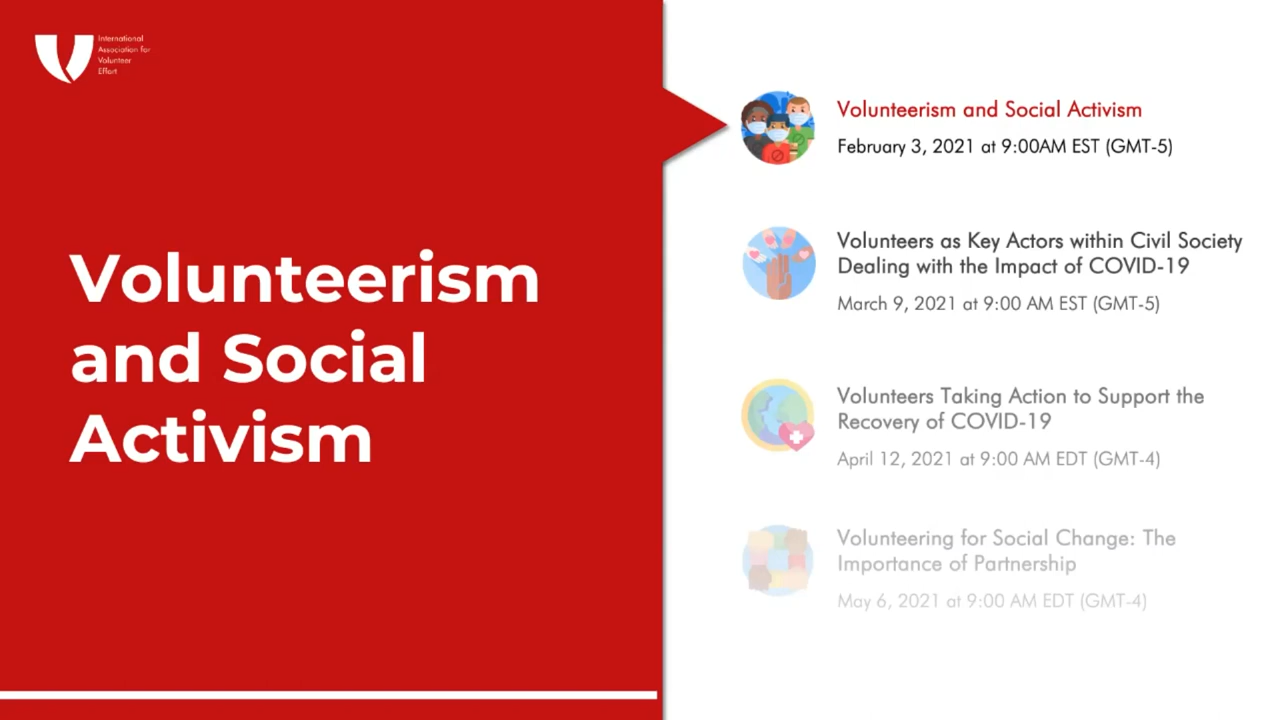 International
Association for
Volunteer
Effort
Volunteerism
and Social
Activism
Volunteerism and Social Activism
February 3, 2021 at 9:00AM EST (GMT-5)
Volunteers as Key Actors within Civil Society
Dealing with the Impact of COVID-19
March 9, 2021 at 9:00 AM EST (GMT-5)
Volunteers Taking Action to Support the
Recovery of COVID-19
April 12, 2021 at 9:00 AM EDT (GMT-4)
Volunteering for Social Change: The
Importance of Partnership
May 6, 2021 at 9:00 AM EDT (GMT-4)